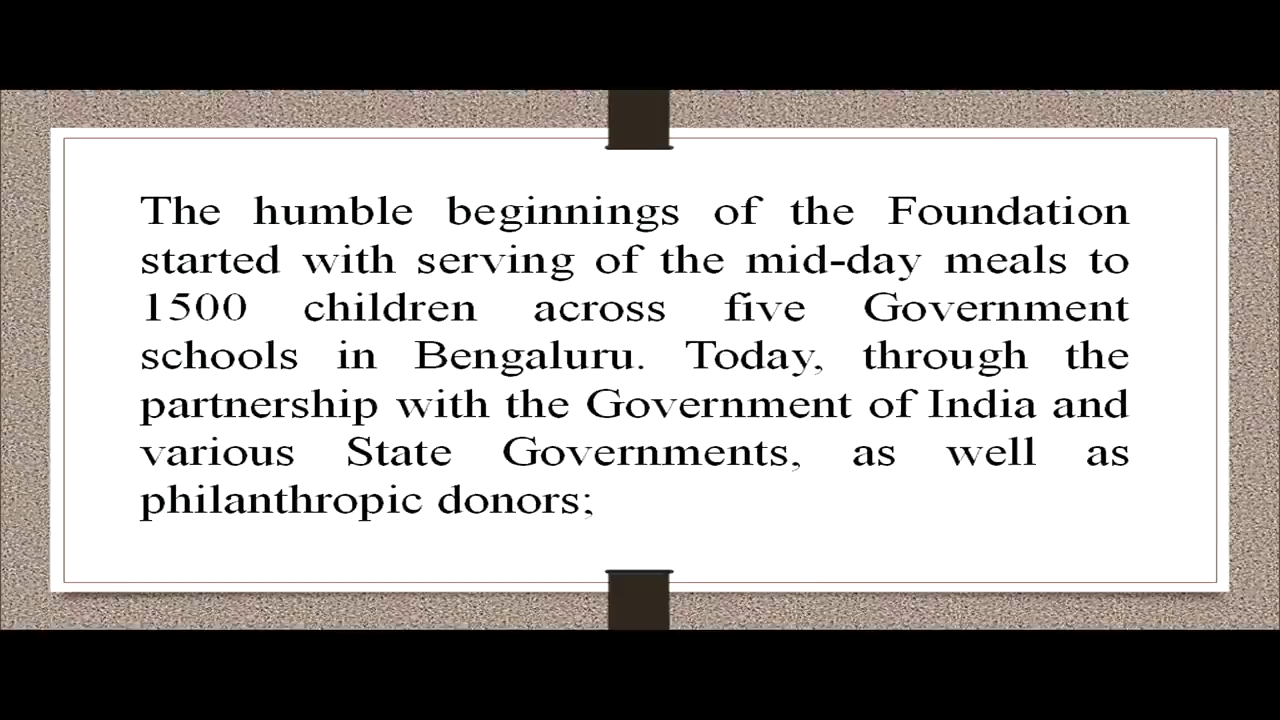 The humble beginnings of the Foundation
started with serving of the mid-day meals to
1500 children across five Government
schools in Bengaluru. Today, through the
partnership with the Government of India and
various State Governments, as well as
philanthropic donors;